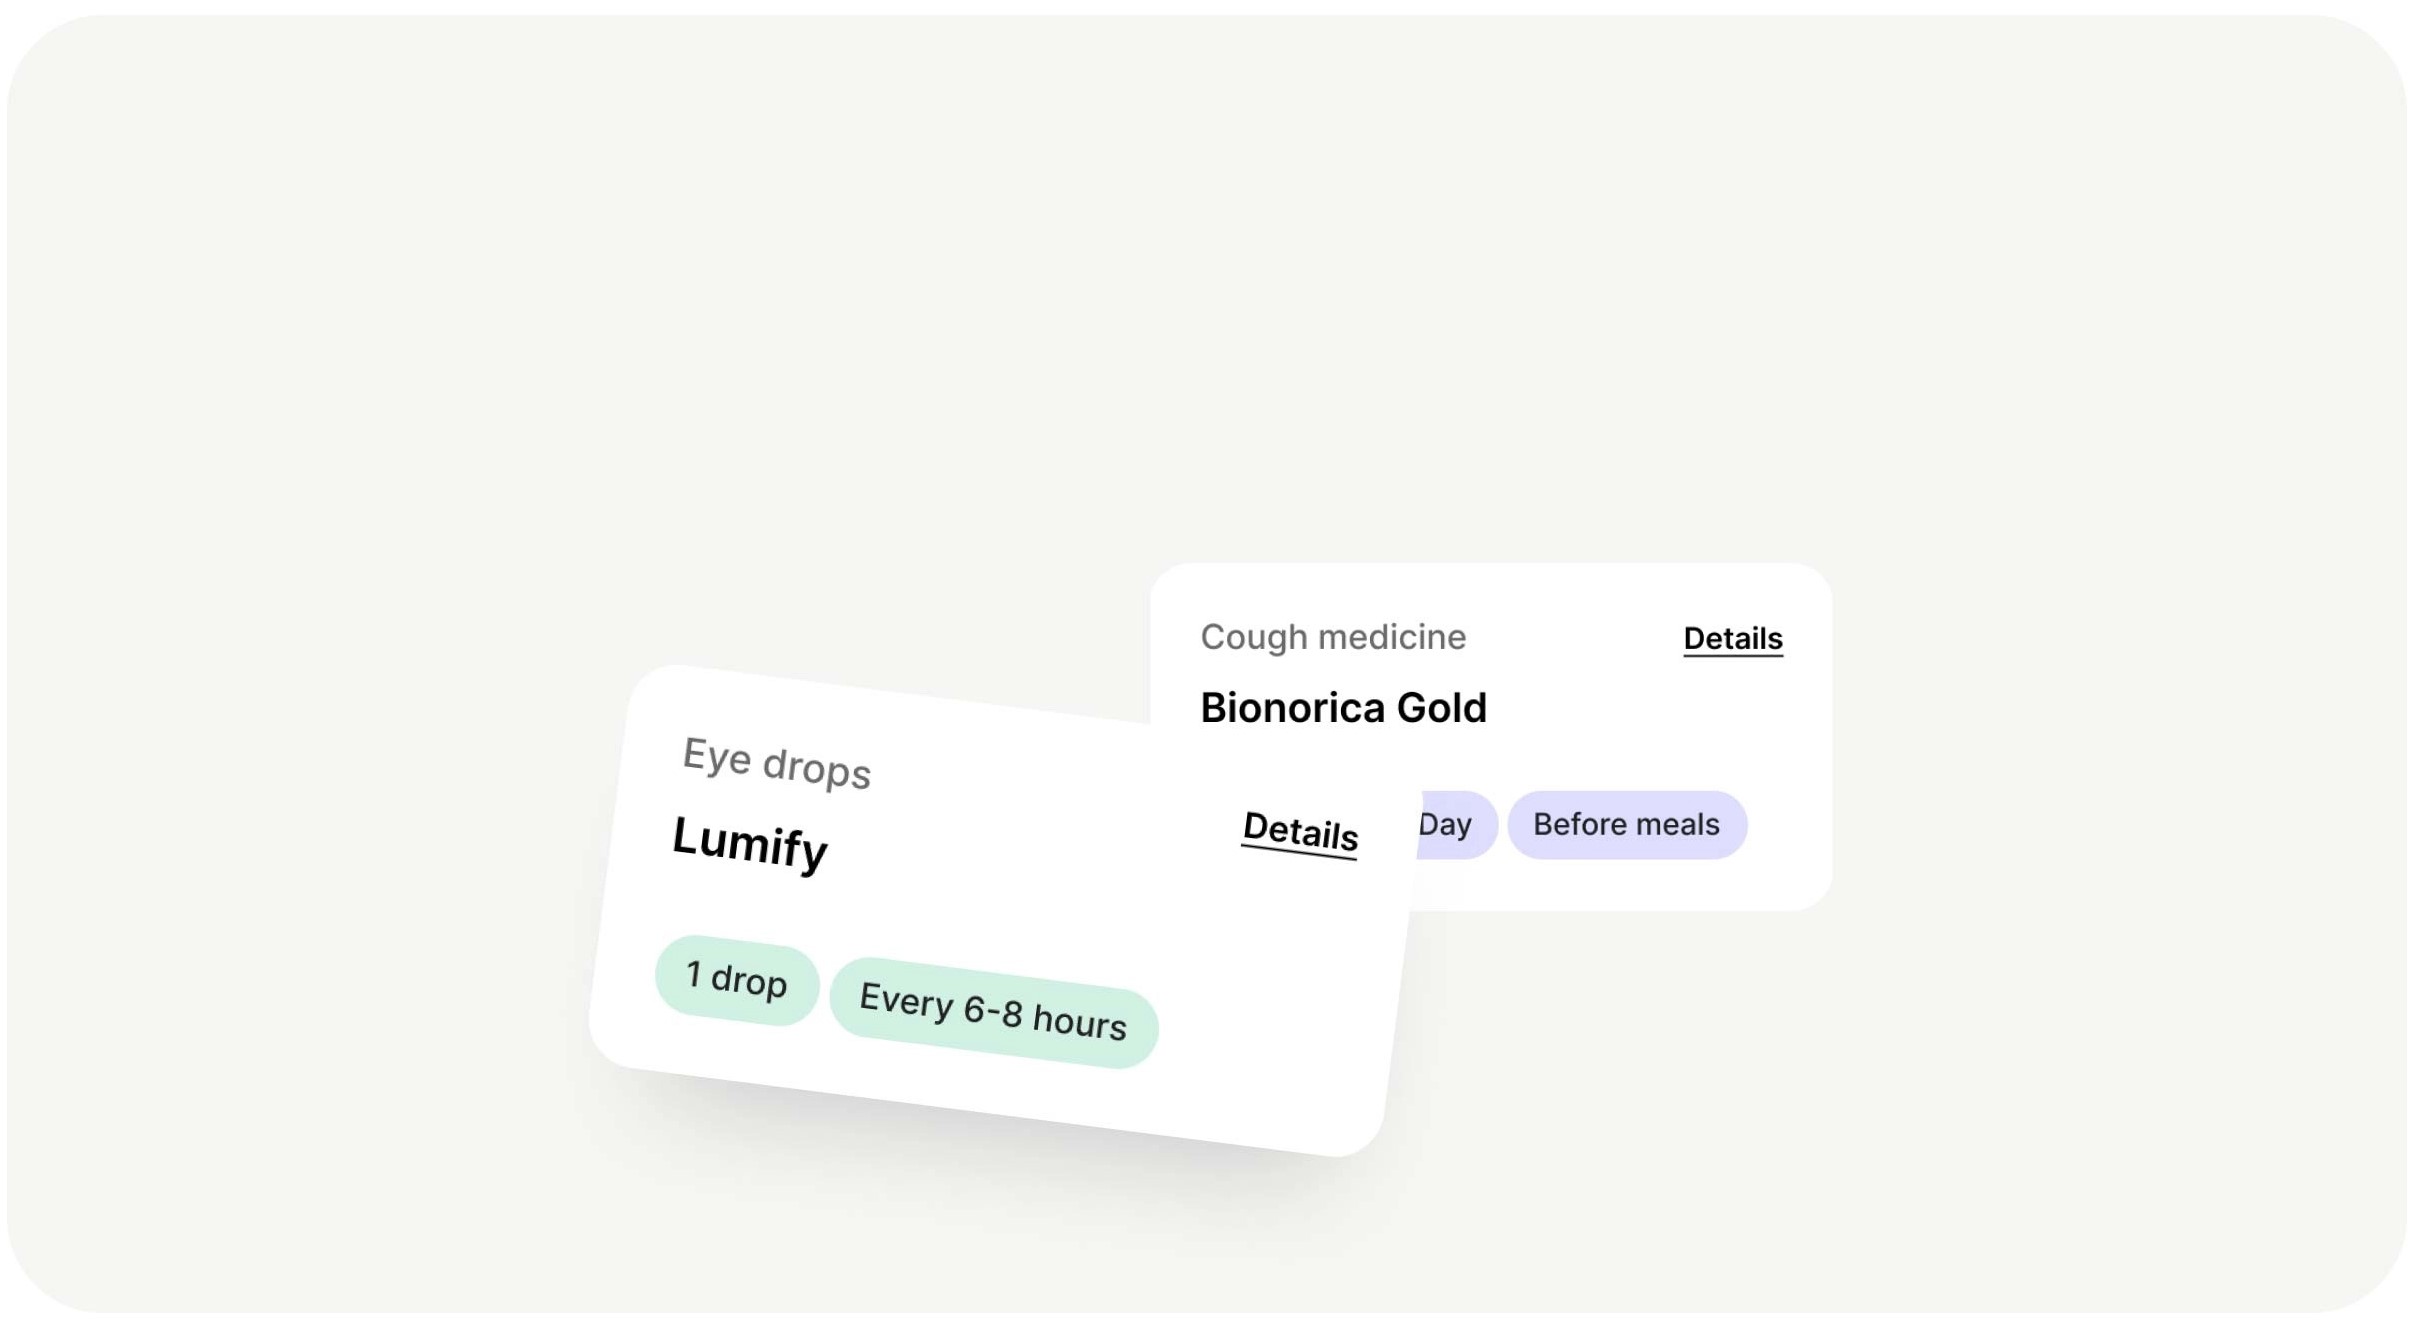 Cough medicine
Details
Bionorica Gold
Day
Before meals
Eye drops
Details
Lumify
1 drop
Every 6-8 hours